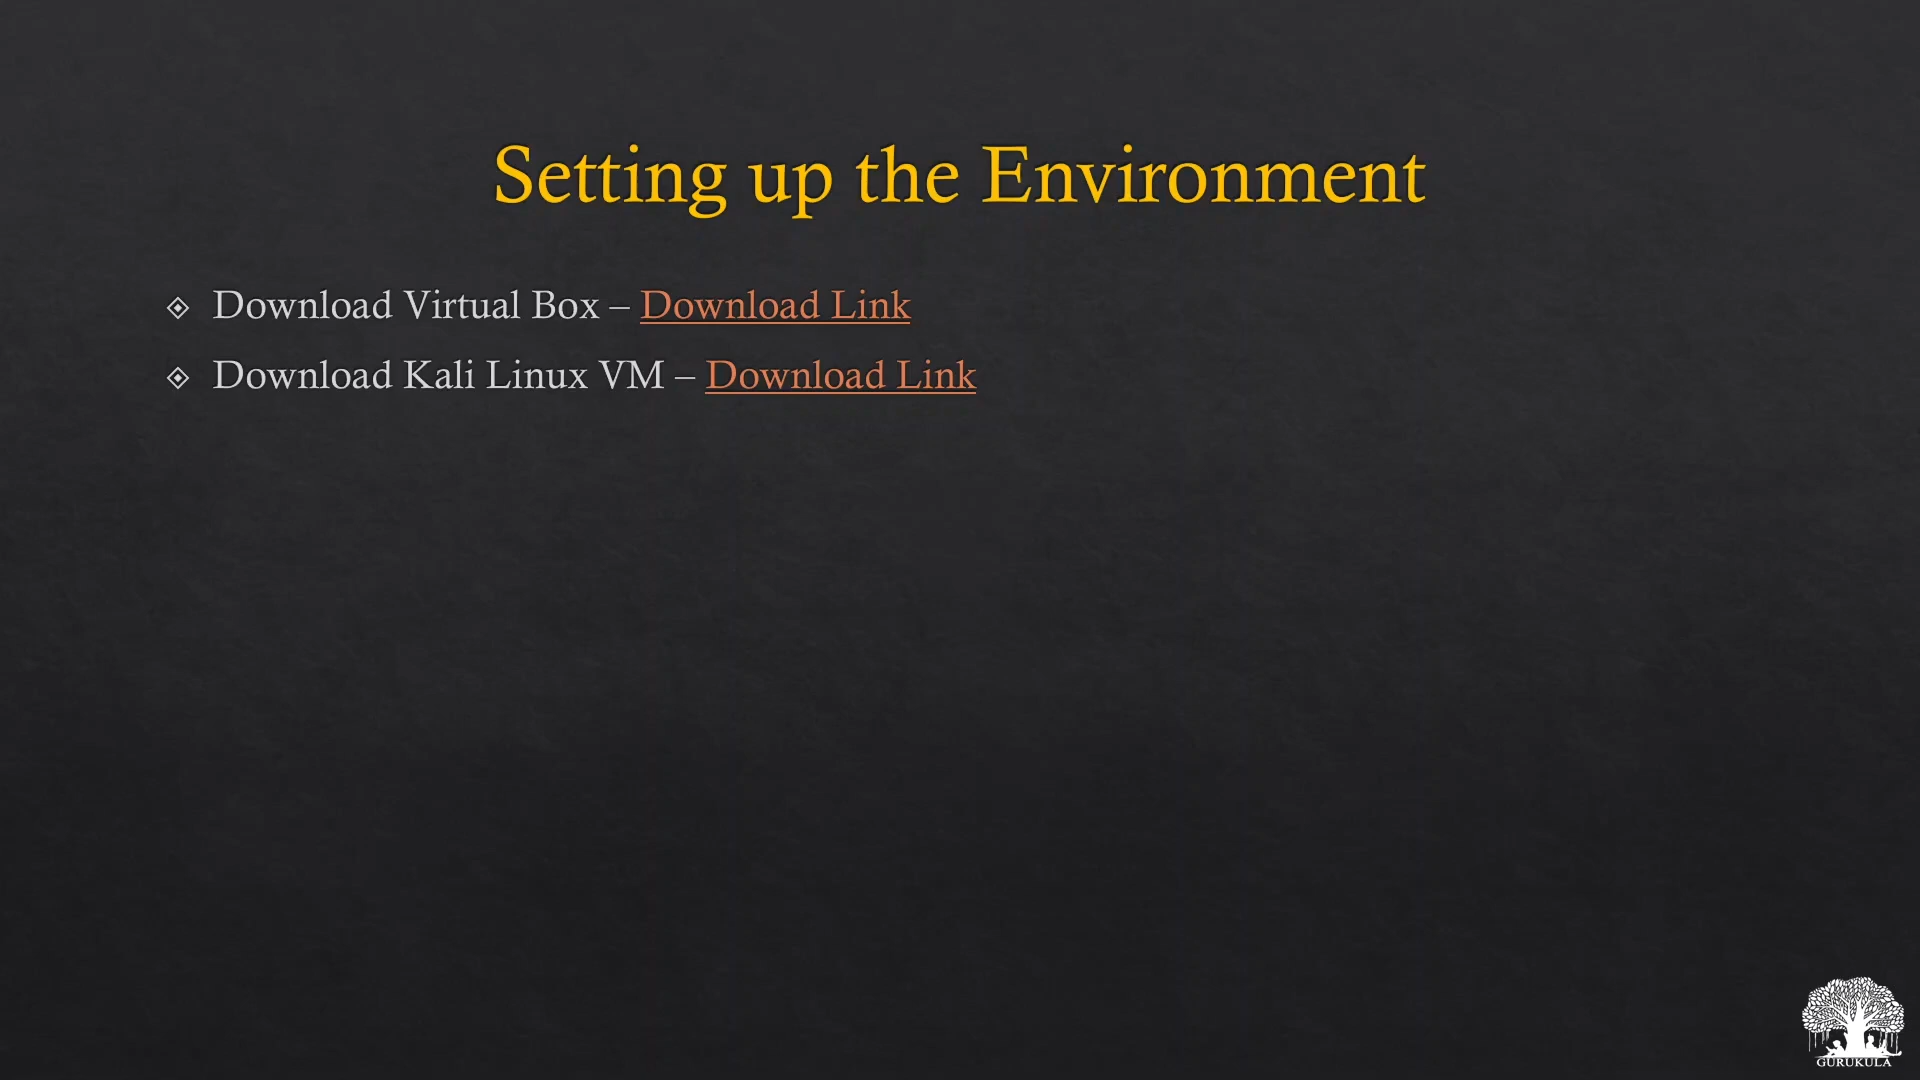 Setting up the Environment
Download Virtual Box – Download Link
Download Kali Linux VM – Download Link
GURUKULA